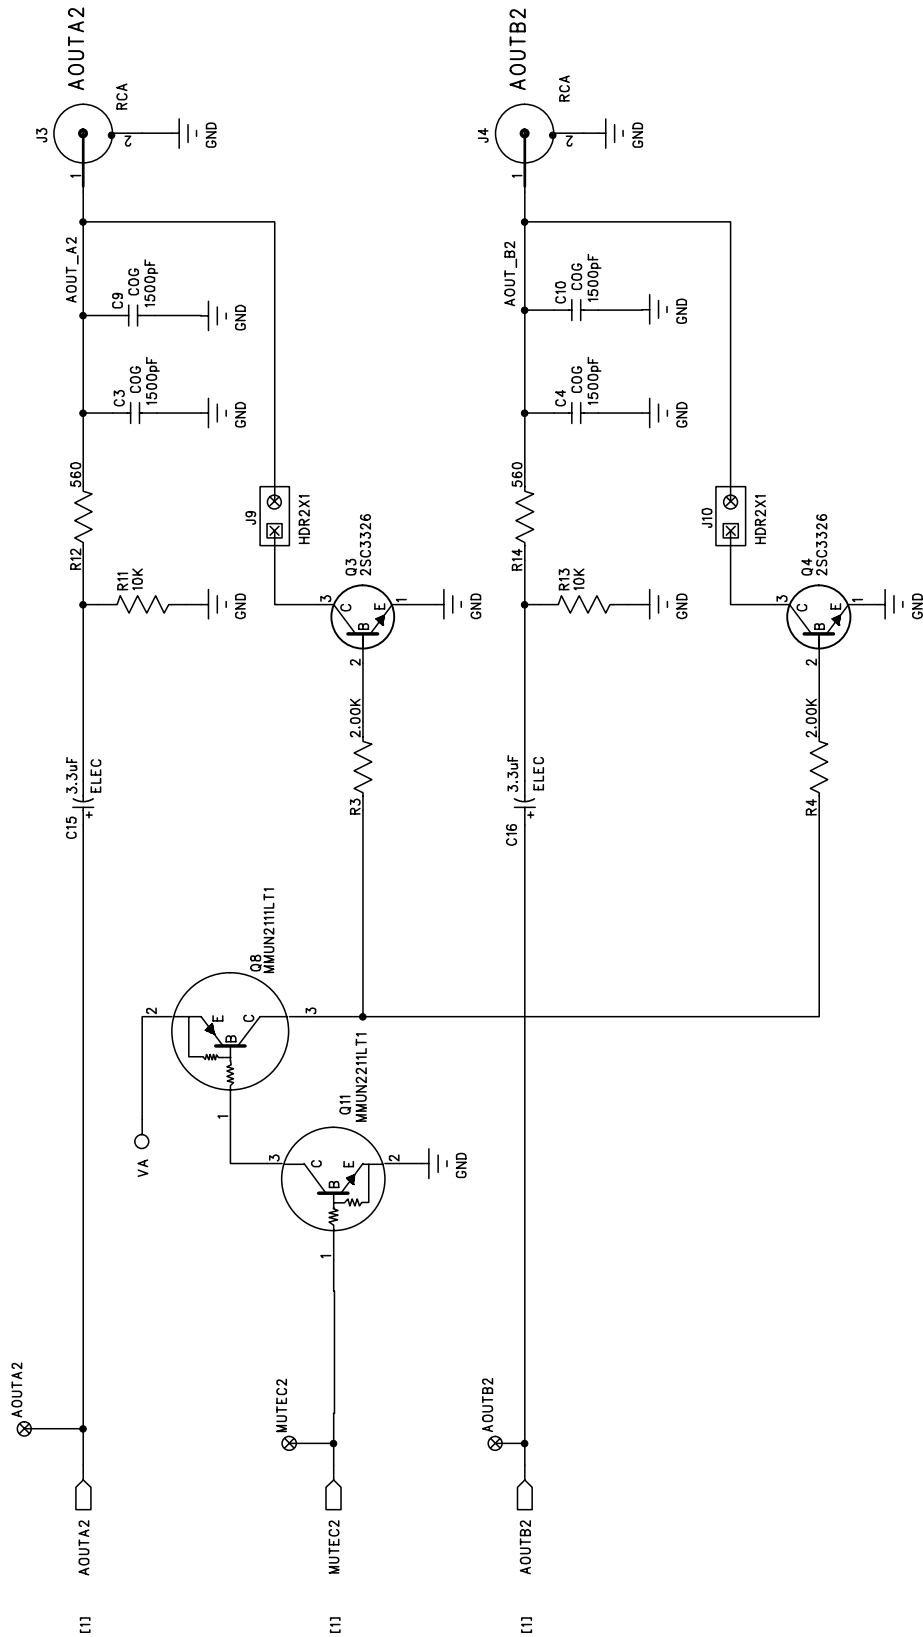 AOUTA2
J3
RCA
1
2
GND
AOUT_A2
C9
COG
1500pF
GND
C3
COG
1500pF
GND
560
R12
R11
10K
GND
J9
HDR2X1
Q3
2SC3326
3
C
B
E
1
2
GND
2.00K
R3
3.3uF
ELEC
C15
+
Q8
MMUN2111LT1
2
E
B
C
3
1
VA
Q11
MMUN2211LT1
3
C
B
E
2
1
GND
AOUTA2
AOUTA2
[1]
MUTEC2
MUTEC2
[1]
AOUTB2
J4
RCA
1
2
GND
AOUT_B2
C10
COG
1500pF
GND
C4
COG
1500pF
GND
560
R14
R13
10K
GND
J10
HDR2X1
Q4
2SC3326
3
C
B
E
1
2
GND
2.00K
R4
3.3uF
ELEC
C16
+
AOUTB2
AOUTB2
[1]